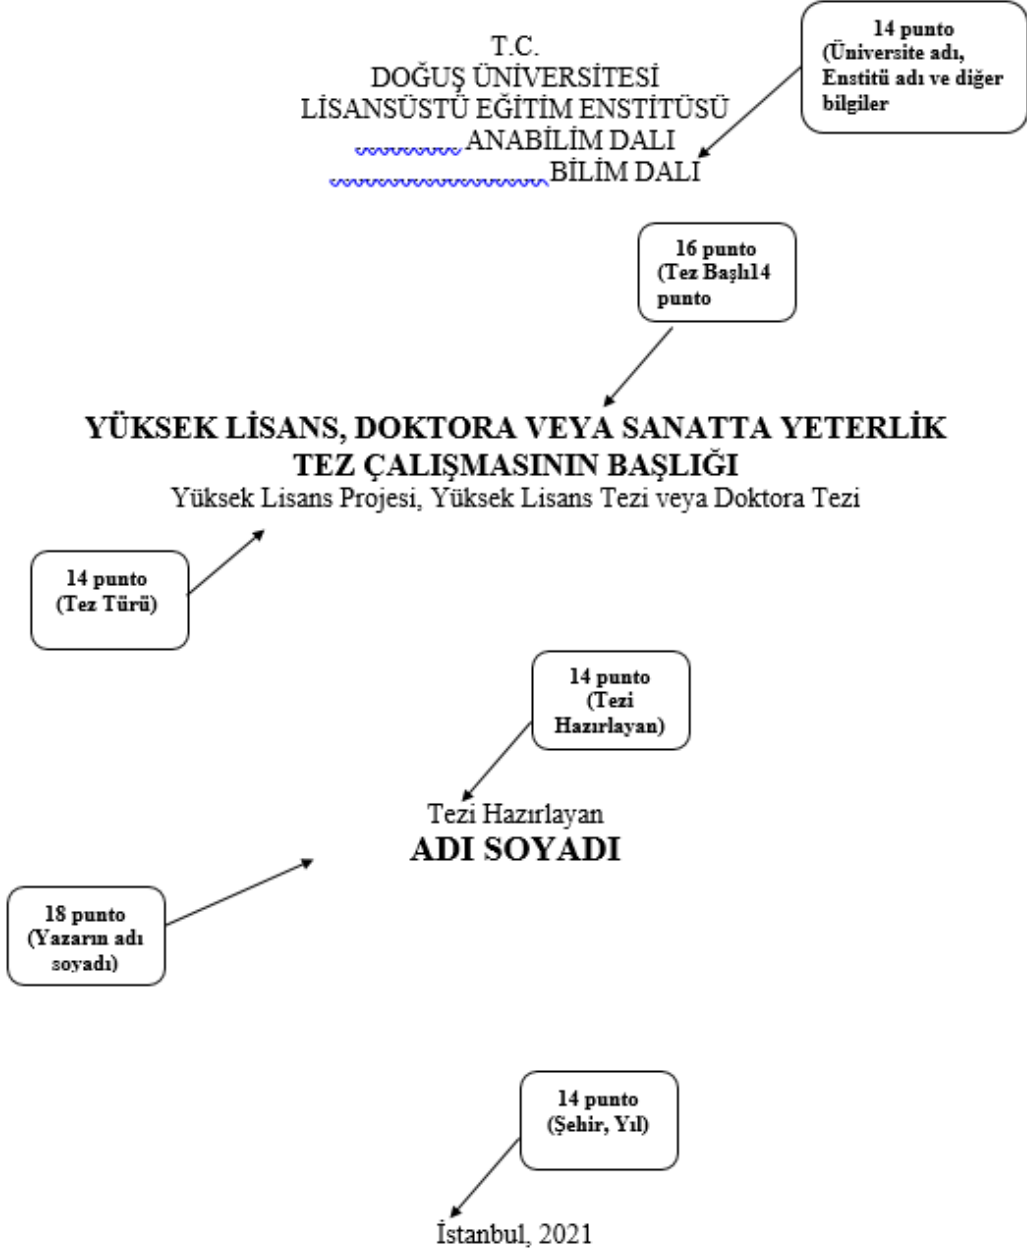 14 punto
(Üniversite adı,
Enstitü adı ve diğer
bilgiler
T.C.
DOĞUŞ ÜNİVERSİTESİ
LİSANSÜSTÜ EĞİTİM ENSTİTÜSÜ
ANABİLİM DALI
BİLİM DALI
16 punto
(Tez Başlıl4
punto
YÜKSEK LİSANS, DOKTORA VEYA SANATTA YETERLİK
TEZ ÇALIŞMASININ BAŞLIĞI
Yüksek Lisans Projesi, Yüksek Lisans Tezi veya Doktora Tezi
14 punto
(Tez Türü)
14 punto
(Tezi
Hazırlayan)
Tezi Hazırlayan
ADI SOYADI
18 punto
(Yazarın adı
soyadı)
14 punto
(Şehir, Yıl)
İstanbul, 2021